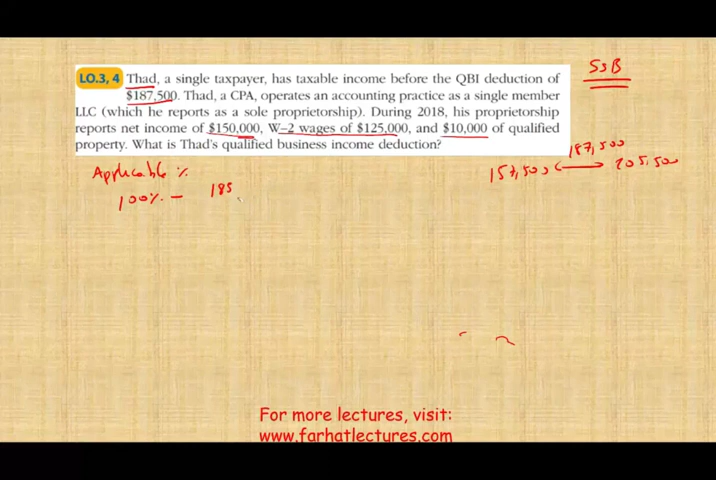 SSB
LO.3, 4 Thad, a single taxpayer, has taxable income before the QBI deduction of
$187,500. Thad, a CPA, operates an accounting practice as a single member
LLC (which he reports as a sole proprietorship). During 2018, his proprietorship
reports net income of $150,000, W–2 wages of $125,000, and $10,000 of qualified
property. What is Thad's qualified business income deduction?
187,500
157,500 205,500
Applicable %
100% – 185
For more lectures, visit:
www.farhatlectures.com